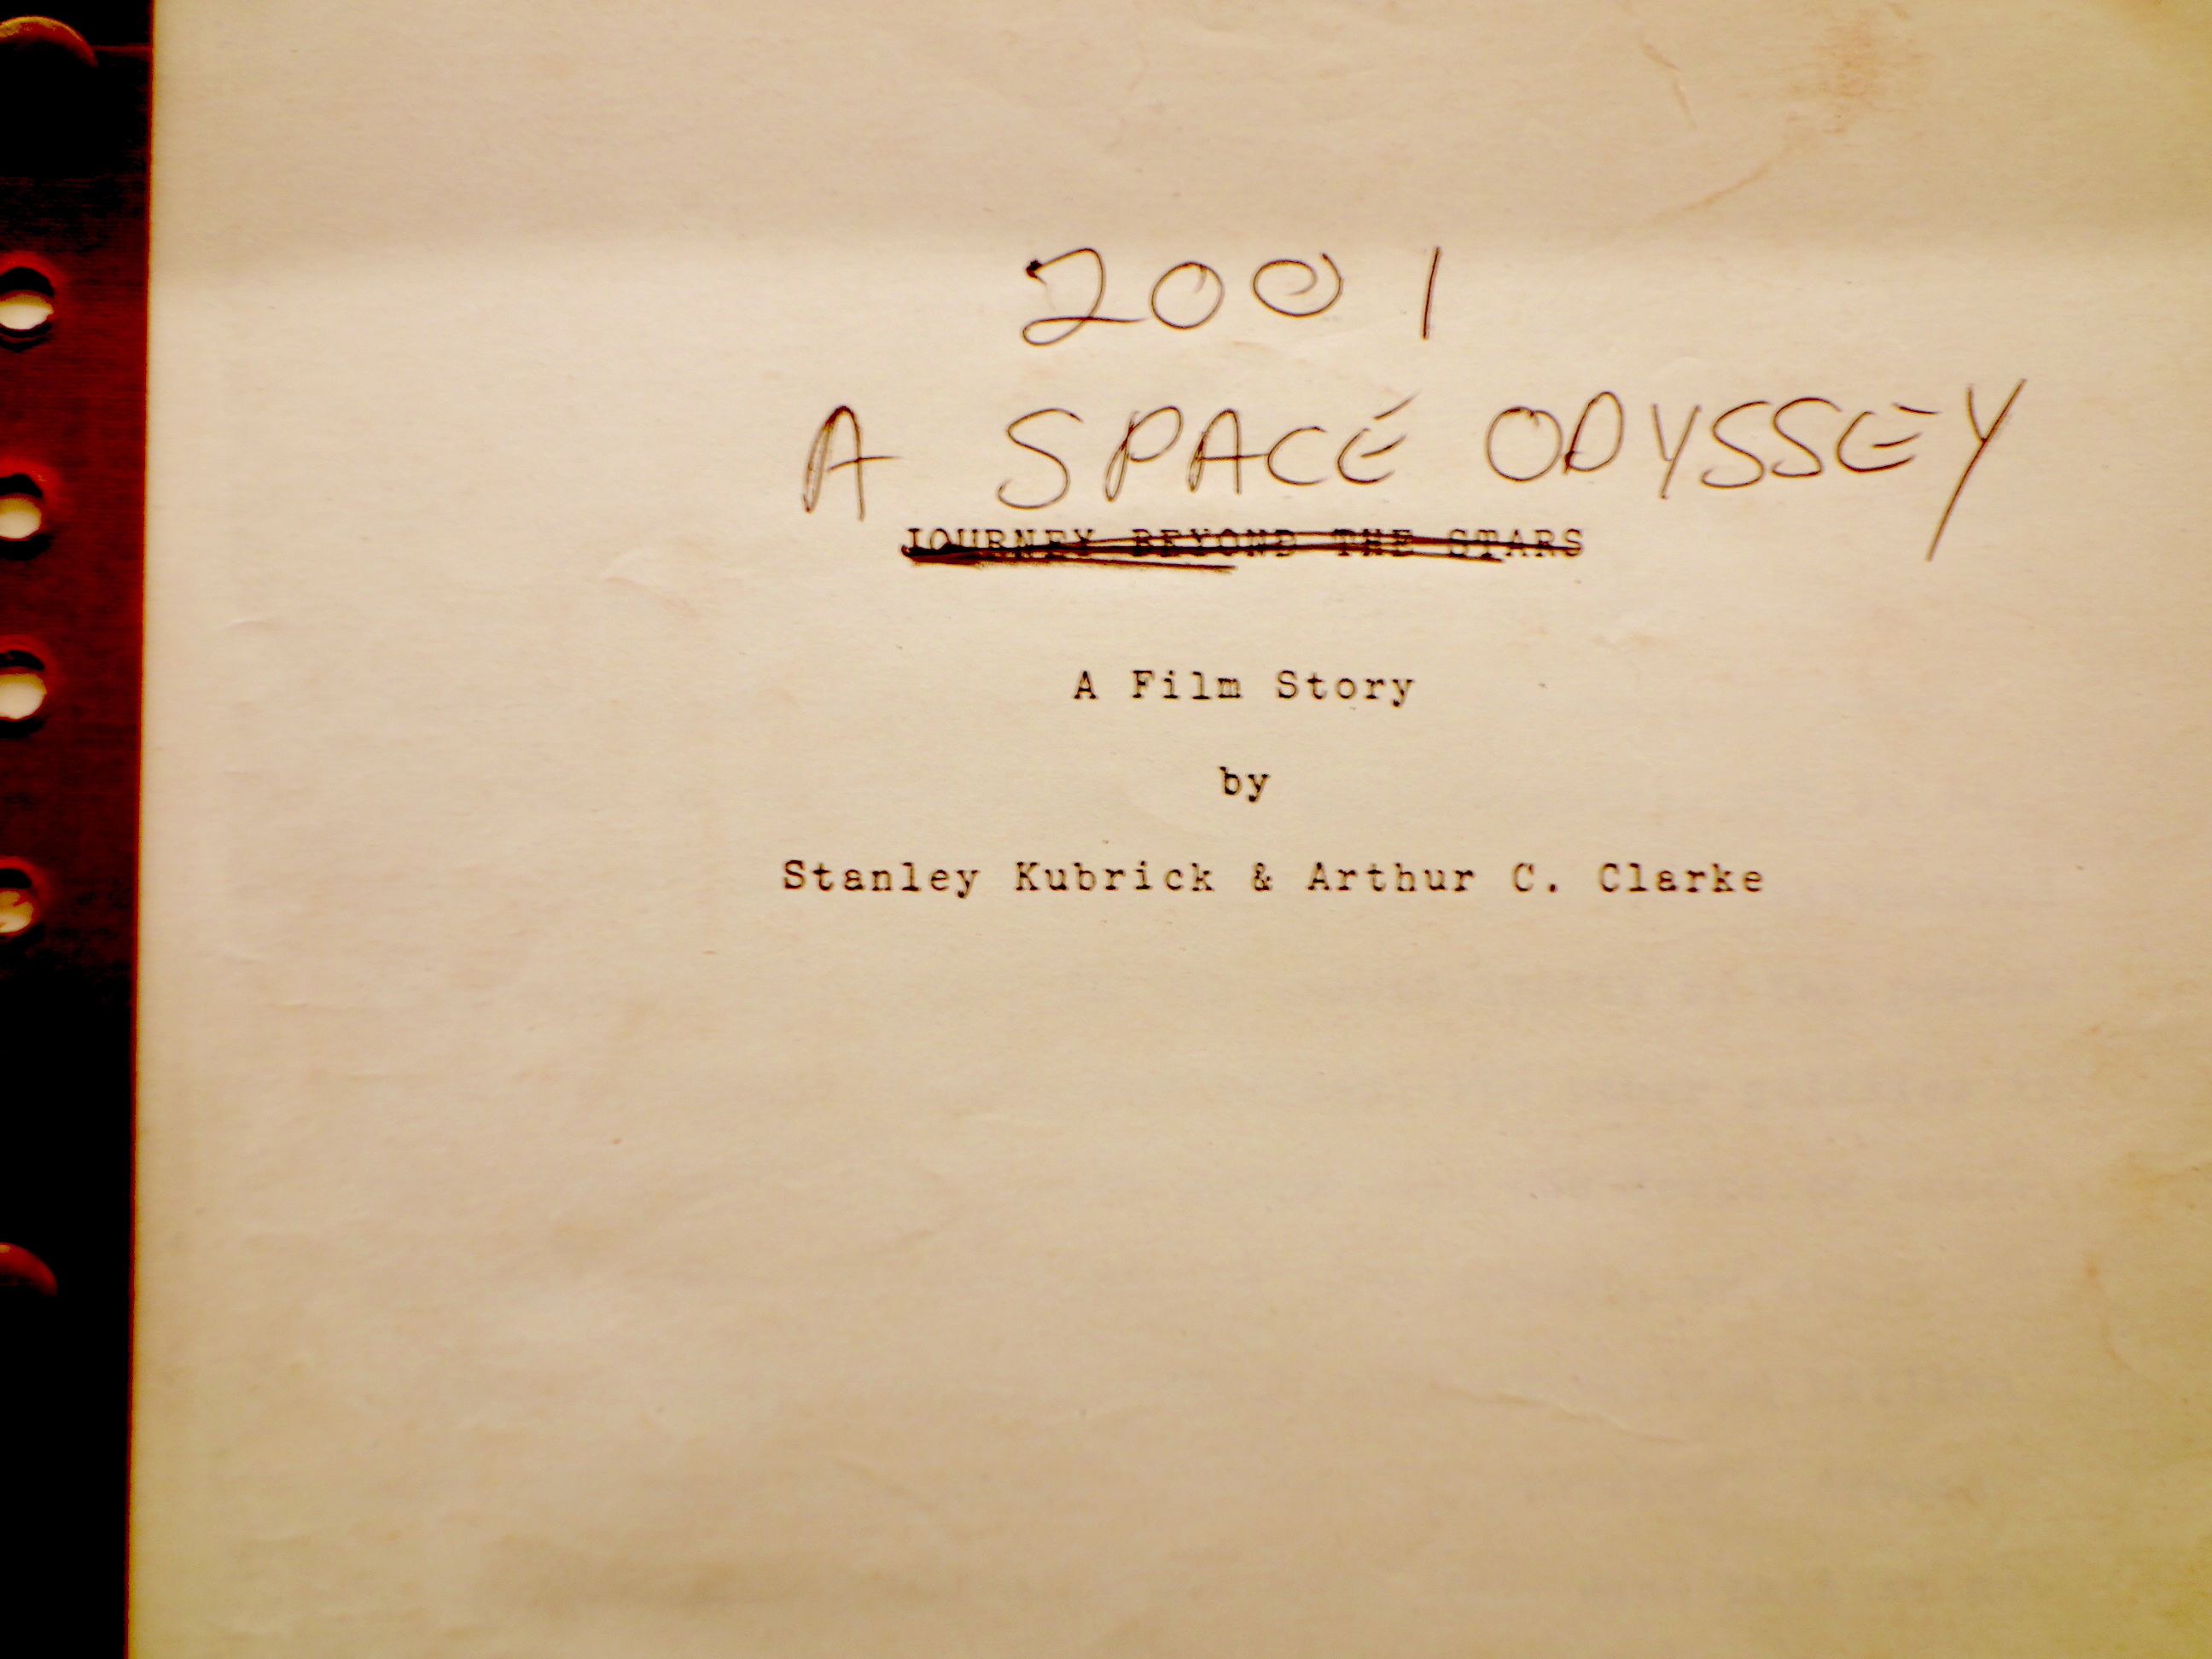 2001
A SPACE ODYSSEY
JOURNEY BEYOND THE STARS
A Film Story
by
Stanley Kubrick & Arthur C. Clarke